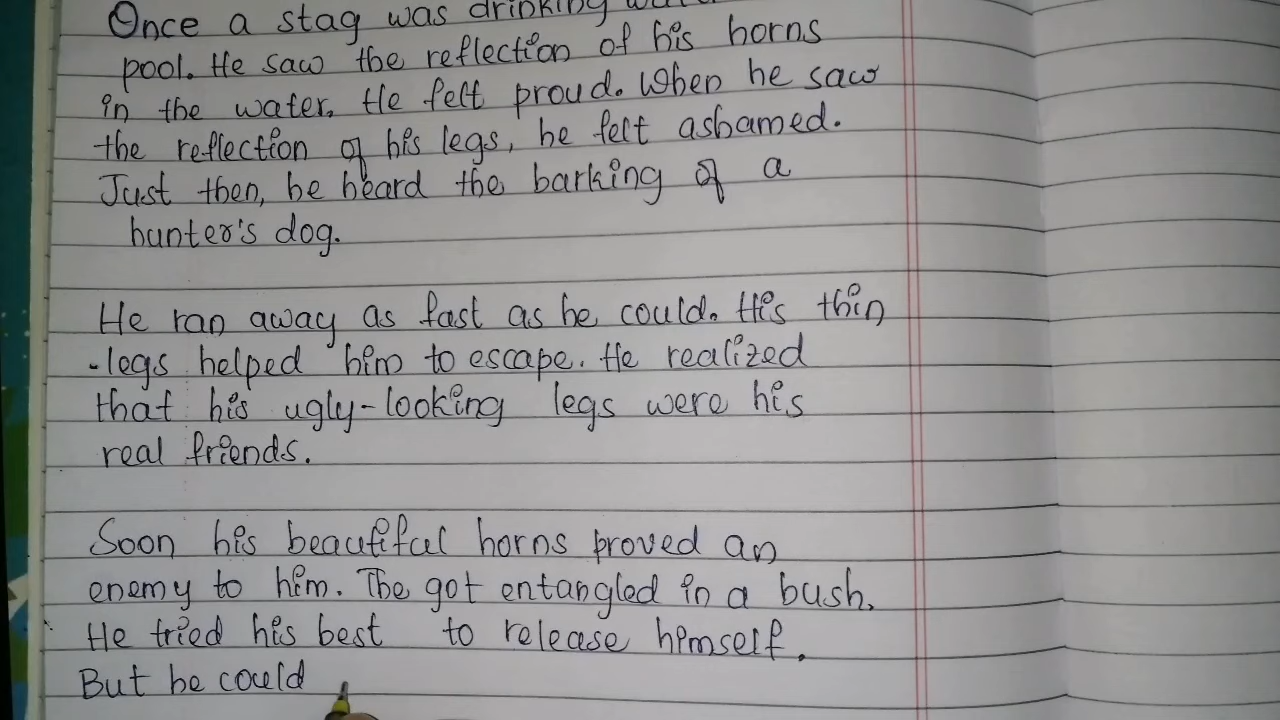 Once a stag was drinking
pool. He saw the reflection of his horns
in the water. He felt proud. When he saw
the reflection of his legs, he felt ashamed.
Just then, he heard the barking of a
hunter's dog.
He ran away as fast as he could. His thin
-legs helped him to escape. He realized
that his ugly-looking legs were his
real friends.
Soon his beautiful horns proved an
enemy to him. The got entangled in a bush.
He tried his best to release himself.
But he could